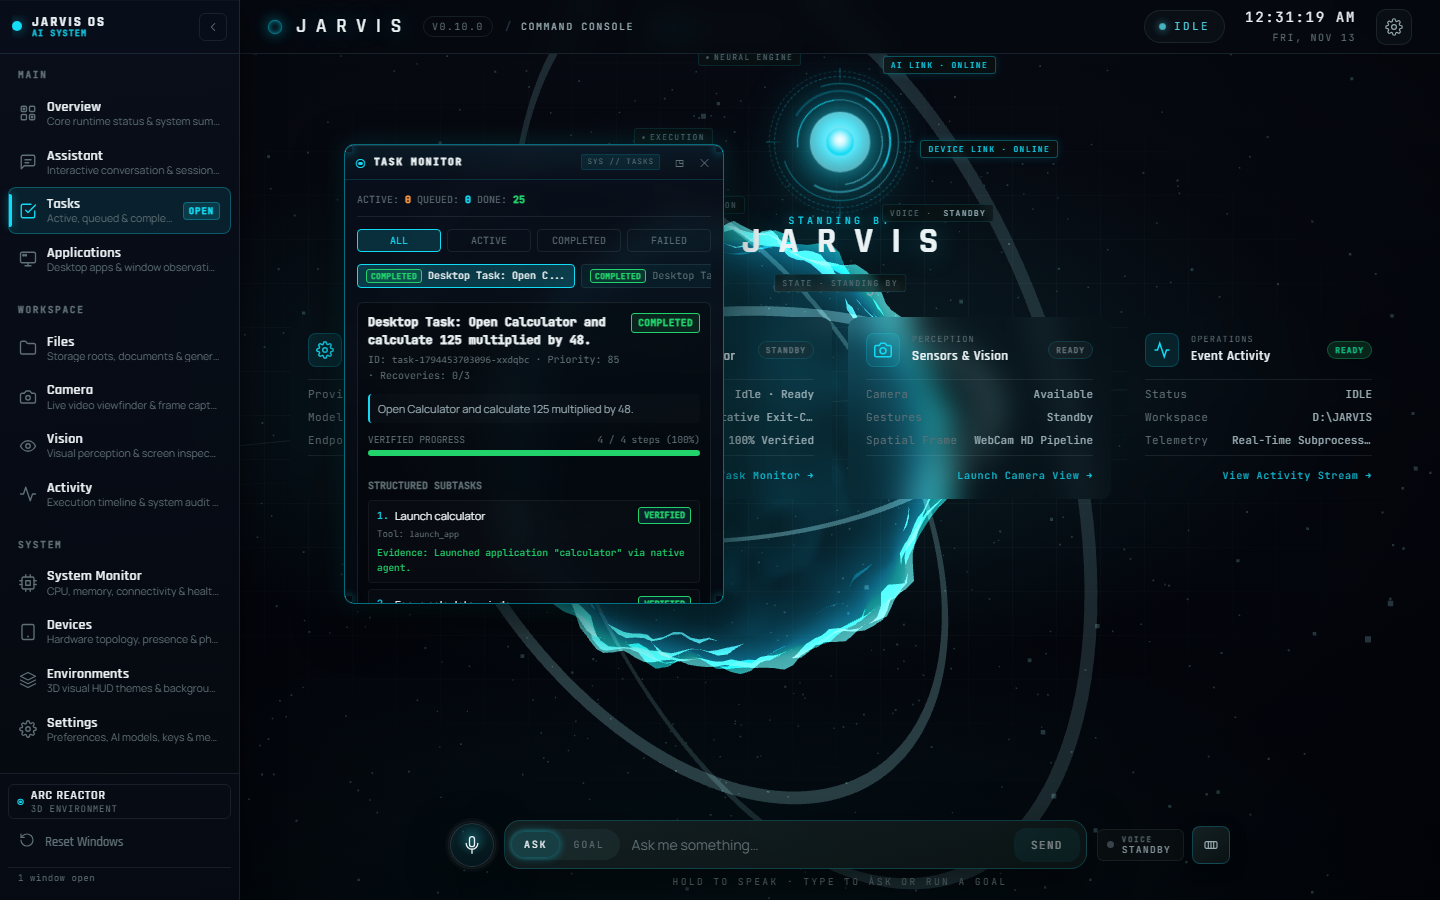 JARVIS OS
AI SYSTEM
MAIN
Overview
Core runtime status & system sum...
Assistant
Interactive conversation & session...
Tasks
Active, queued & comple...
OPEN
Applications
Desktop apps & window observati...
WORKSPACE
Files
Storage roots, documents & gener...
Camera
Live video viewfinder & frame capt...
Vision
Visual perception & screen inspec...
Activity
Execution timeline & system audit ...
SYSTEM
System Monitor
CPU, memory, connectivity & healt...
Devices
Hardware topology, presence & ph...
Environments
3D visual HUD themes & backgrou...
Settings
Preferences, AI models, keys & me...
ARC REACTOR
3D ENVIRONMENT
Reset Windows
1 window open
JARVIS
V0.10.0
/ COMMAND CONSOLE
IDLE
12:31:19 AM
FRI, NOV 13
NEURAL ENGINE
AI LINK · ONLINE
EXECUTION
DEVICE LINK · ONLINE
VOICE · STANDBY
STANDING B
JARVIS
STATE · STANDING BY
TASK MONITOR
SYS // TASKS
ACTIVE: 0 QUEUED: 0 DONE: 25
ALL
ACTIVE
COMPLETED
FAILED
COMPLETED Desktop Task: Open C...
COMPLETED Desktop Ta
Desktop Task: Open Calculator and
calculate 125 multiplied by 48.
COMPLETED
ID: task-1794453703096-xxdqbc · Priority: 85
· Recoveries: 0/3
Open Calculator and calculate 125 multiplied by 48.
VERIFIED PROGRESS
4 / 4 steps (100%)
STRUCTURED SUBTASKS
1. Launch calculator
VERIFIED
Tool: launch_app
Evidence: Launched application "calculator" via native
agent.
VERIFIED
Provi
Model
Endpo
or
STANDBY
Idle · Ready
ative Exit-C...
100% Verified
ask Monitor →
PERCEPTION
Sensors & Vision
READY
Camera
Available
Gestures
Standby
Spatial Frame
WebCam HD Pipeline
Launch Camera View →
OPERATIONS
Event Activity
READY
Status
IDLE
Workspace
D:\JARVIS
Telemetry
Real-Time Subprocess...
View Activity Stream →
ASK
GOAL
Ask me something...
SEND
VOICE
STANDBY
HOLD TO SPEAK · TYPE TO ASK OR RUN A GOAL